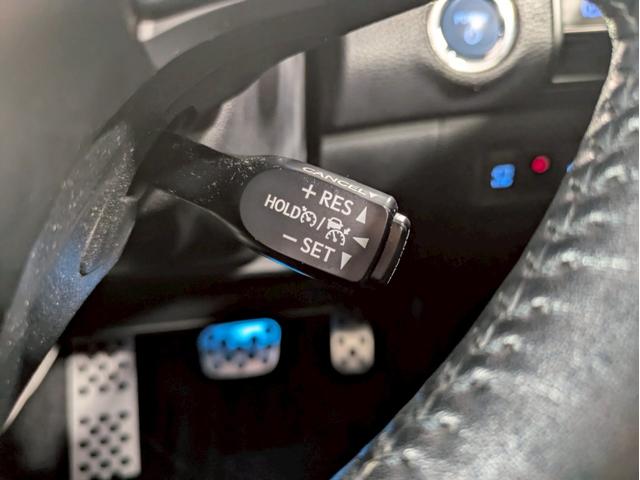 CANCEL
+ RES
HOLD /
− SET